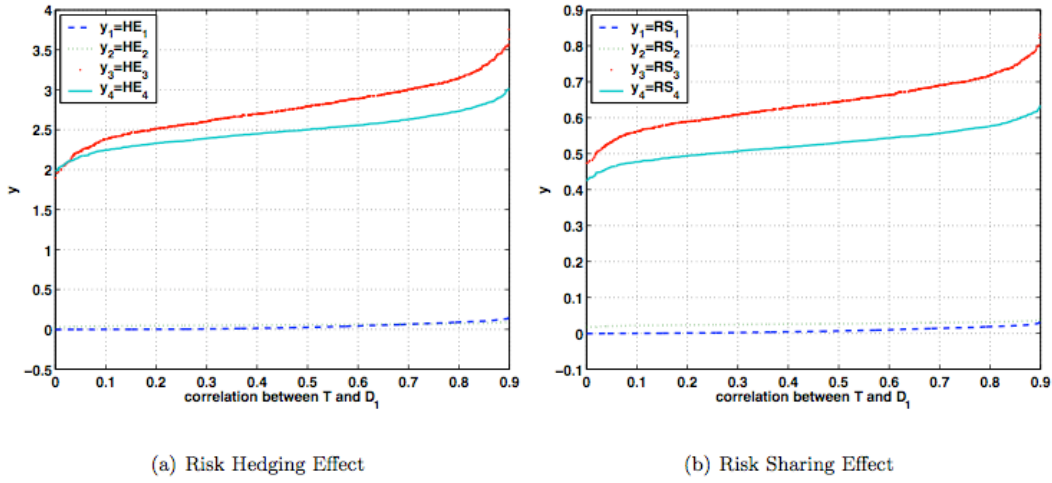 y₁=HE₁
y₂=HE₂
y₃=HE₃
y₄=HE₄
4
3.5
3
2.5
2
1.5
1
0.5
0
−0.5
y
0 0.1 0.2 0.3 0.4 0.5 0.6 0.7 0.8 0.9
correlation between T and D₁
(a) Risk Hedging Effect
y₁=RS₁
y₂=RS₂
y₃=RS₃
y₄=RS₄
0.9
0.8
0.7
0.6
0.5
0.4
0.3
0.2
0.1
0
−0.1
y
0 0.1 0.2 0.3 0.4 0.5 0.6 0.7 0.8 0.9
correlation between T and D₁
(b) Risk Sharing Effect